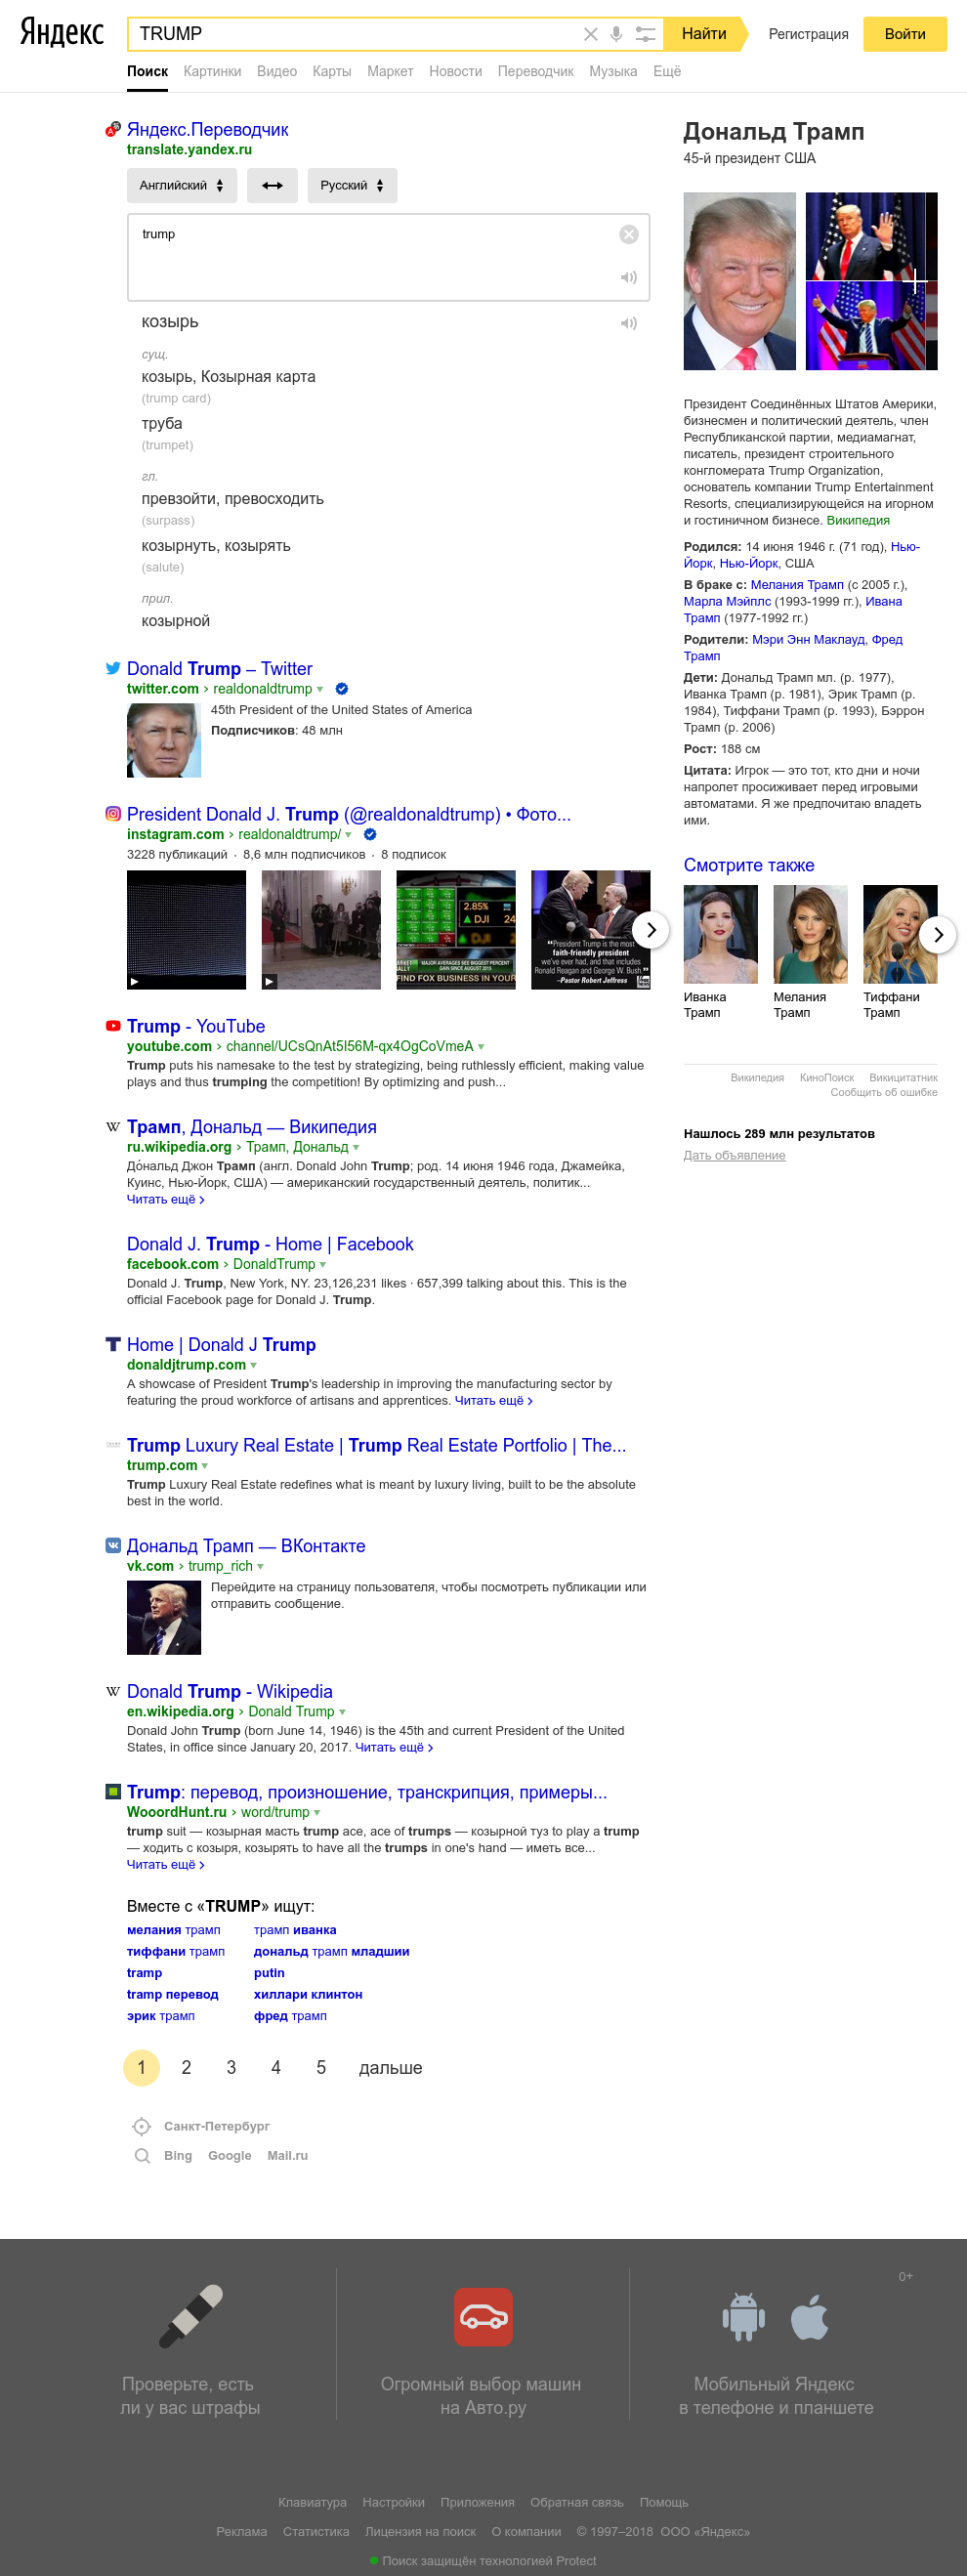 Яндекс
TRUMP
Найти
Регистрация
Войти
Поиск Картинки Видео Карты Маркет Новости Переводчик Музыка Ещё
Яндекс.Переводчик
translate.yandex.ru
Английский
Русский
trump
козырь
сущ.
козырь, Козырная карта
(trump card)
труба
(trumpet)
гл.
превзойти, превосходить
(surpass)
козырнуть, козырять
(salute)
прил.
козырной
Donald Trump – Twitter
twitter.com › realdonaldtrump
45th President of the United States of America
Подписчиков: 48 млн
President Donald J. Trump (@realdonaldtrump) • Фото...
instagram.com › realdonaldtrump/
3228 публикаций · 8,6 млн подписчиков · 8 подписок
2.85%
DJI 24
DJI
MAJOR AVERAGES SEE BIGGEST PERCENT
GAIN SINCE AUGUST 2015
FIND FOX BUSINESS IN YOUR
“President Trump is the most
faith-friendly president
we've ever had, and that includes
Ronald Reagan and George W. Bush.”
–Pastor Robert Jeffress
Trump - YouTube
youtube.com › channel/UCsQnAt5I56M-qx4OgCoVmeA
Trump puts his namesake to the test by strategizing, being ruthlessly efficient, making value
plays and thus trumping the competition! By optimizing and push...
Трамп, Дональд — Википедия
ru.wikipedia.org › Трамп, Дональд
До́нальд Джон Трамп (англ. Donald John Trump; род. 14 июня 1946 года, Джамейка,
Куинс, Нью-Йорк, США) — американский государственный деятель, политик...
Читать ещё ›
Donald J. Trump - Home | Facebook
facebook.com › DonaldTrump
Donald J. Trump, New York, NY. 23,126,231 likes · 657,399 talking about this. This is the
official Facebook page for Donald J. Trump.
Home | Donald J Trump
donaldjtrump.com
A showcase of President Trump's leadership in improving the manufacturing sector by
featuring the proud workforce of artisans and apprentices. Читать ещё ›
Trump Luxury Real Estate | Trump Real Estate Portfolio | The...
trump.com
Trump Luxury Real Estate redefines what is meant by luxury living, built to be the absolute
best in the world.
Дональд Трамп — ВКонтакте
vk.com › trump_rich
Перейдите на страницу пользователя, чтобы посмотреть публикации или
отправить сообщение.
Donald Trump - Wikipedia
en.wikipedia.org › Donald Trump
Donald John Trump (born June 14, 1946) is the 45th and current President of the United
States, in office since January 20, 2017. Читать ещё ›
Trump: перевод, произношение, транскрипция, примеры...
WooordHunt.ru › word/trump
trump suit — козырная масть trump ace, ace of trumps — козырной туз to play a trump
— ходить с козыря, козырять to have all the trumps in one's hand — иметь все...
Читать ещё ›
Вместе с «TRUMP» ищут:
мелания трамп
трамп иванка
тиффани трамп
дональд трамп младшии
tramp
putin
tramp перевод
хиллари клинтон
эрик трамп
фред трамп
1 2 3 4 5 дальше
Санкт-Петербург
Bing Google Mail.ru
Дональд Трамп
45-й президент США
Президент Соединённых Штатов Америки,
бизнесмен и политический деятель, член
Республиканской партии, медиамагнат,
писатель, президент строительного
конгломерата Trump Organization,
основатель компании Trump Entertainment
Resorts, специализирующейся на игорном
и гостиничном бизнесе. Википедия
Родился: 14 июня 1946 г. (71 год), Нью-
Йорк, Нью-Йорк, США
В браке с: Мелания Трамп (с 2005 г.),
Марла Мэйплс (1993-1999 гг.), Ивана
Трамп (1977-1992 гг.)
Родители: Мэри Энн Маклауд, Фред
Трамп
Дети: Дональд Трамп мл. (р. 1977),
Иванка Трамп (р. 1981), Эрик Трамп (р.
1984), Тиффани Трамп (р. 1993), Бэррон
Трамп (р. 2006)
Рост: 188 см
Цитата: Игрок — это тот, кто дни и ночи
напролет просиживает перед игровыми
автоматами. Я же предпочитаю владеть
ими.
Смотрите также
Иванка
Трамп
Мелания
Трамп
Тиффани
Трамп
Википедия КиноПоиск Викицитатник
Сообщить об ошибке
Нашлось 289 млн результатов
Дать объявление
0+
Проверьте, есть
ли у вас штрафы
Огромный выбор машин
на Авто.ру
Мобильный Яндекс
в телефоне и планшете
Клавиатура Настройки Приложения Обратная связь Помощь
Реклама Статистика Лицензия на поиск О компании © 1997–2018 ООО «Яндекс»
Поиск защищён технологией Protect